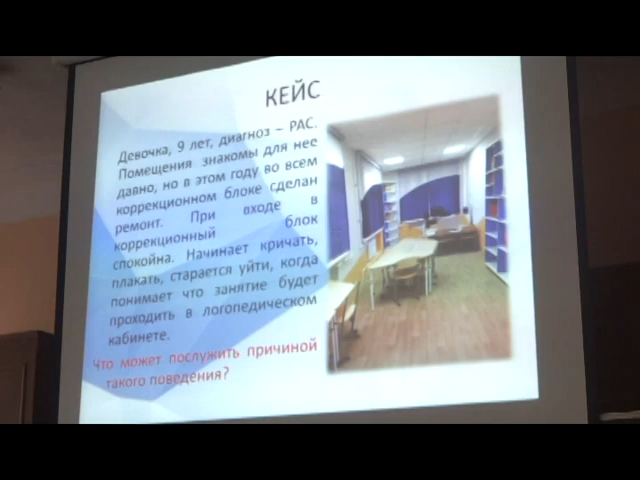 КЕЙС
Девочка, 9 лет, диагноз – РАС.
Помещения знакомы для нее
давно, но в этом году во всем
коррекционном блоке сделан
ремонт. При входе в
коррекционный блок
спокойна. Начинает кричать,
плакать, старается уйти, когда
понимает что занятие будет
проходить в логопедическом
кабинете.
Что может послужить причиной
такого поведения?